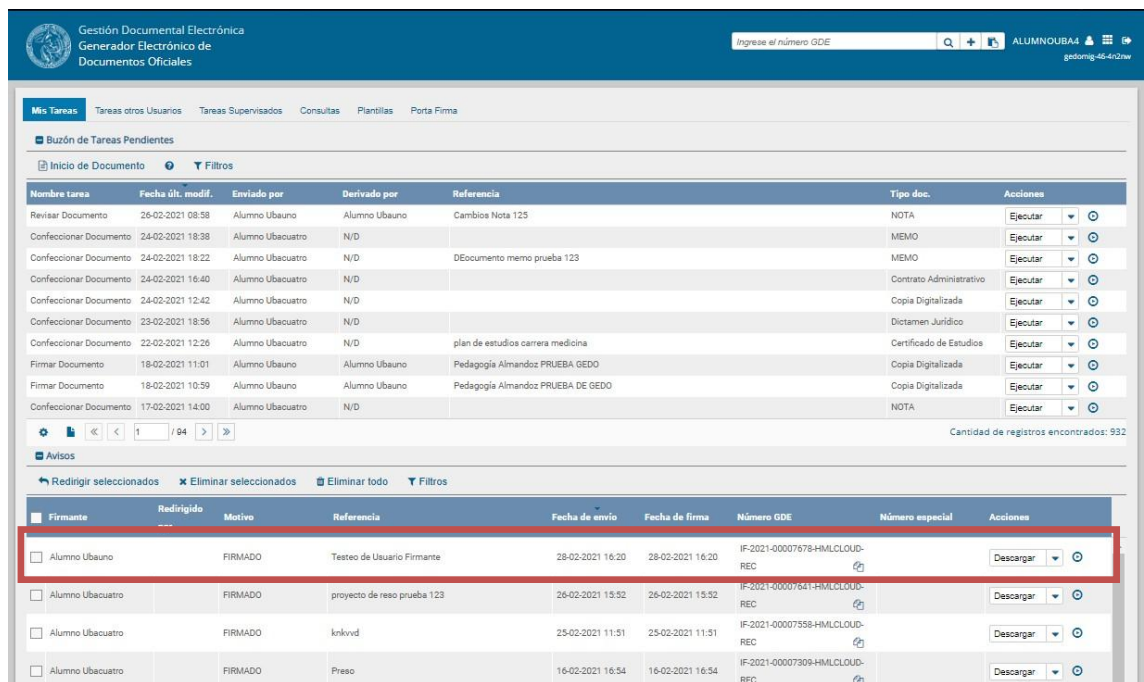 Gestión Documental Electrónica
Generador Electrónico de
Documentos Oficiales
Ingrese el número GDE
ALUMNOUBA4
gedomig-46-4n2nw
Mis Tareas Tareas otros Usuarios Tareas Supervisados Consultas Plantillas Porta Firma
Buzón de Tareas Pendientes
Inicio de Documento Filtros
Nombre tarea Fecha últ. modif. Enviado por Derivado por Referencia Tipo doc. Acciones
Revisar Documento 26-02-2021 08:58 Alumno Ubauno Alumno Ubauno Cambios Nota 125 NOTA Ejecutar
Confeccionar Documento 24-02-2021 18:38 Alumno Ubacuatro N/D MEMO Ejecutar
Confeccionar Documento 24-02-2021 18:22 Alumno Ubacuatro N/D DEocumento memo prueba 123 MEMO Ejecutar
Confeccionar Documento 24-02-2021 16:40 Alumno Ubacuatro N/D Contrato Administrativo Ejecutar
Confeccionar Documento 24-02-2021 12:42 Alumno Ubacuatro N/D Copia Digitalizada Ejecutar
Confeccionar Documento 23-02-2021 18:56 Alumno Ubacuatro N/D Dictamen Jurídico Ejecutar
Confeccionar Documento 22-02-2021 12:26 Alumno Ubacuatro N/D plan de estudios carrera medicina Certificado de Estudios Ejecutar
Firmar Documento 18-02-2021 11:01 Alumno Ubauno Alumno Ubauno Pedagogía Almandoz PRUEBA GEDO Copia Digitalizada Ejecutar
Firmar Documento 18-02-2021 10:59 Alumno Ubauno Alumno Ubauno Pedagogía Almandoz PRUEBA DE GEDO Copia Digitalizada Ejecutar
Confeccionar Documento 17-02-2021 14:00 Alumno Ubacuatro N/D NOTA Ejecutar
1 / 94 Cantidad de registros encontrados: 932
Avisos
Redirigir seleccionados Eliminar seleccionados Eliminar todo Filtros
Firmante Redirigido Motivo Referencia Fecha de envío Fecha de firma Número GDE Número especial Acciones
Alumno Ubauno FIRMADO Testeo de Usuario Firmante 28-02-2021 16:20 28-02-2021 16:20 IF-2021-00007678-HMLCLOUD-
REC Descargar
Alumno Ubacuatro FIRMADO proyecto de reso prueba 123 26-02-2021 15:52 26-02-2021 15:52 IF-2021-00007641-HMLCLOUD-
REC Descargar
Alumno Ubacuatro FIRMADO knkvvd 25-02-2021 11:51 25-02-2021 11:51 IF-2021-00007558-HMLCLOUD-
REC Descargar
Alumno Ubacuatro FIRMADO Preso 16-02-2021 16:54 16-02-2021 16:54 IF-2021-00007309-HMLCLOUD-
REC Descargar